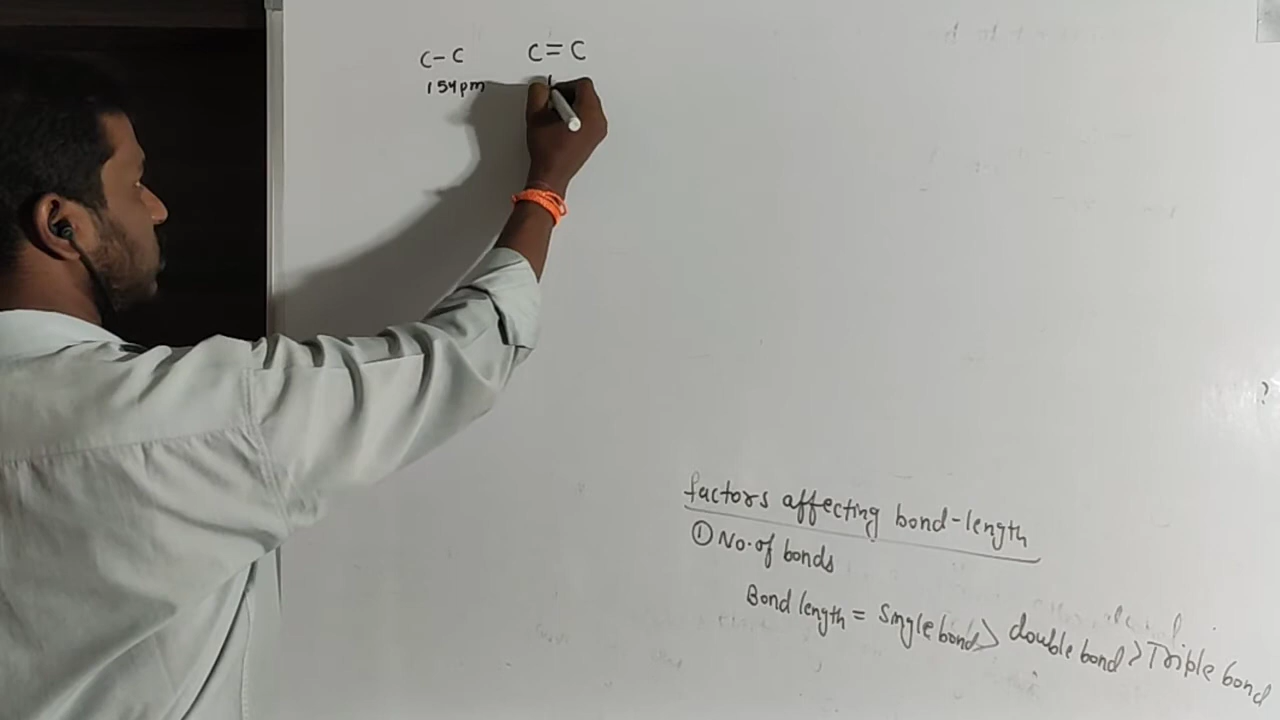 C-C C=C
154pm
factors affecting bond-length
① No. of bonds
Bond length = Single bond > double bond > Triple bond
?